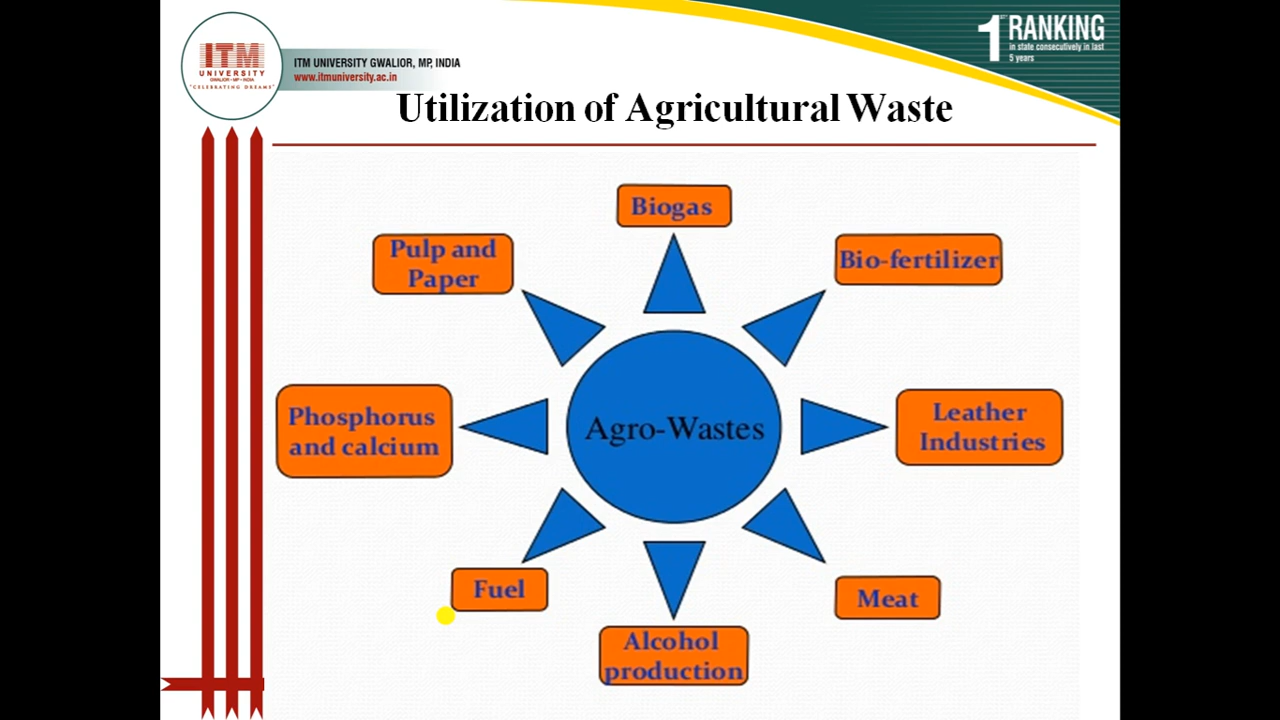 ITM
UNIVERSITY
GWALIOR • MP • INDIA
"CELEBRATING DREAMS"
ITM UNIVERSITY GWALIOR, MP, INDIA
www.itmuniversity.ac.in
1ST RANKING
in state consecutively in last
5 years
Utilization of Agricultural Waste
Biogas
Pulp and
Paper
Bio-fertilizer
Phosphorus
and calcium
Agro-Wastes
Leather
Industries
Fuel
Meat
Alcohol
production